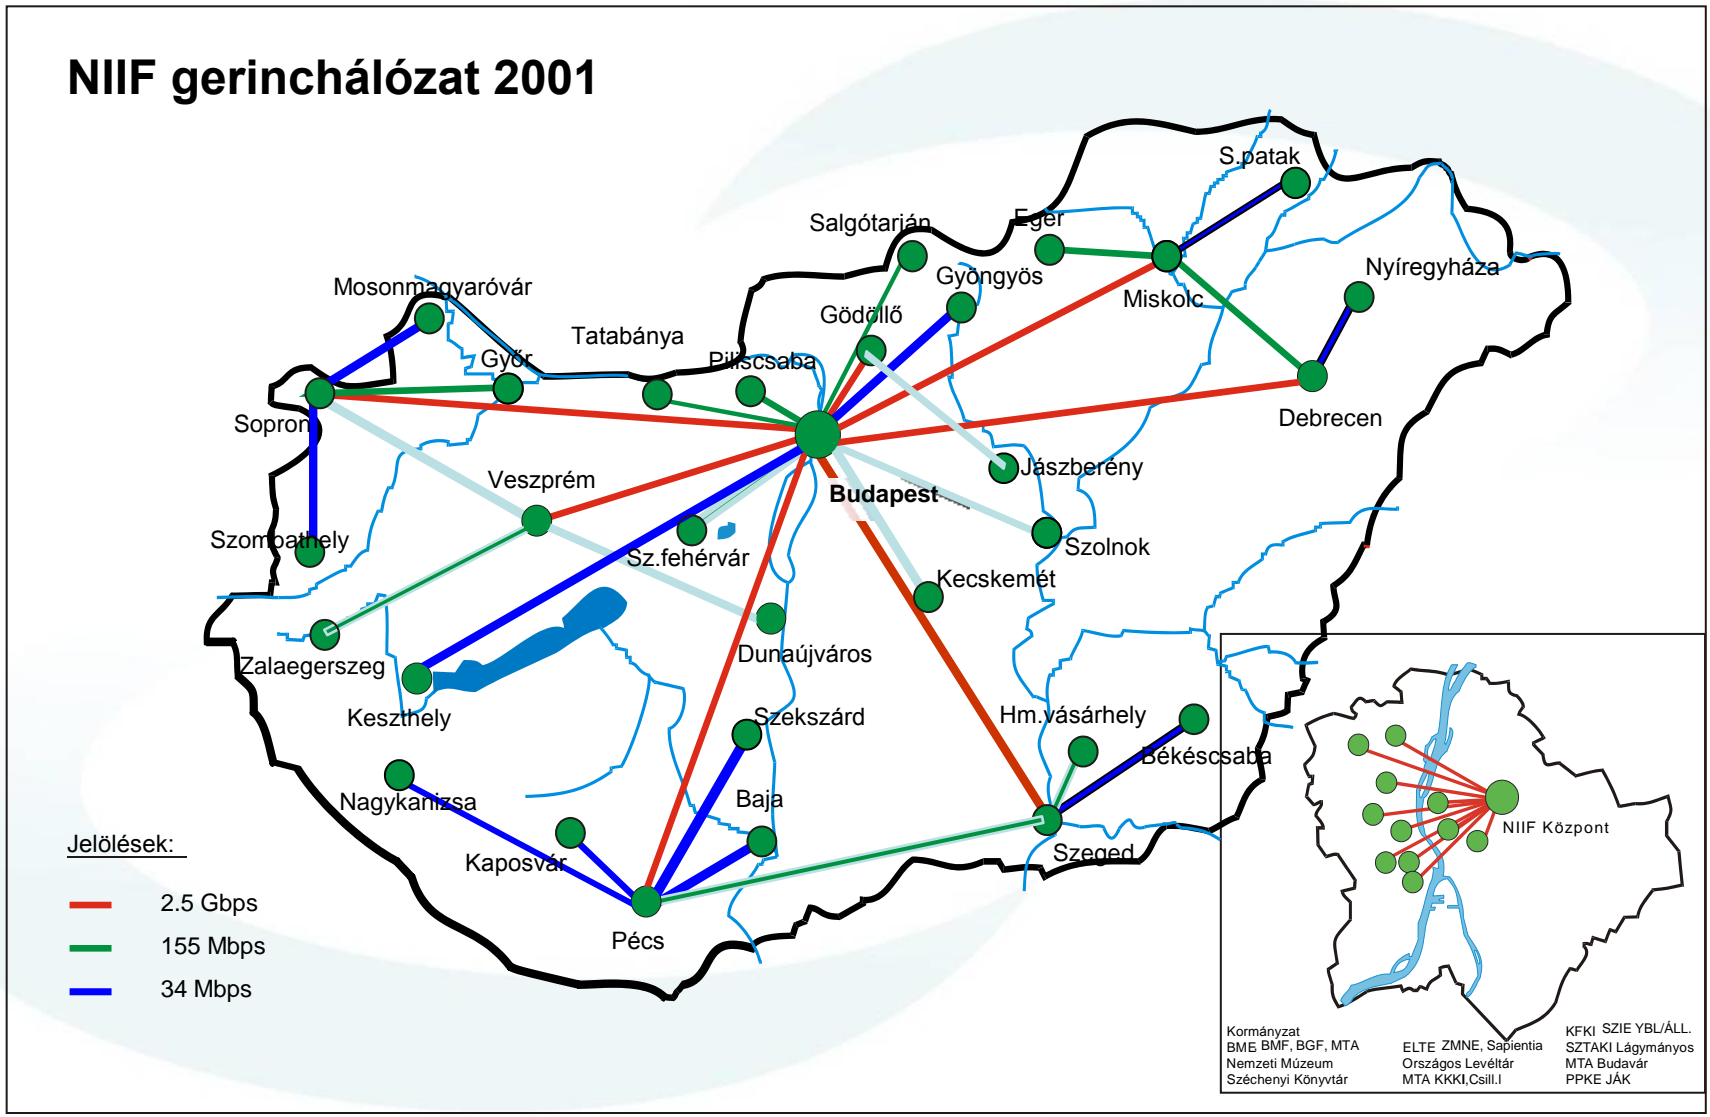 NIIF gerinchálózat 2001
S.patak
Salgótarján
Eger
Nyíregyháza
Gyöngyös
Mosonmagyaróvár
Miskolc
Gödöllő
Tatabánya
Győr
Piliscsaba
Debrecen
Sopron
Jászberény
Veszprém
Budapest
Szombathely
Szolnok
Sz.fehérvár
Kecskemét
Dunaújváros
Zalaegerszeg
Keszthely
Szekszárd
Hm.vásárhely
Békéscsaba
Nagykanizsa
Baja
Kaposvár
Szeged
Pécs
Jelölések:
2.5 Gbps
155 Mbps
34 Mbps
NIIF Központ
Kormányzat
BME BMF, BGF, MTA
Nemzeti Múzeum
Széchenyi Könyvtár
ELTE ZMNE, Sapientia
Országos Levéltár
MTA KKKI,Csill.I
KFKI SZIE YBL/ÁLL.
SZTAKI Lágymányos
MTA Budavár
PPKE JÁK